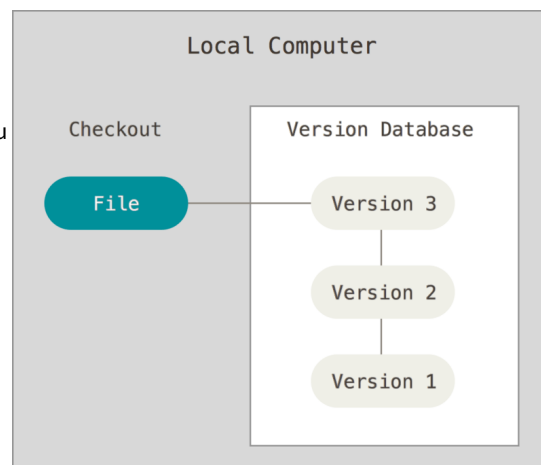 Local Computer
u
Checkout
Version Database
File
Version 3
Version 2
Version 1